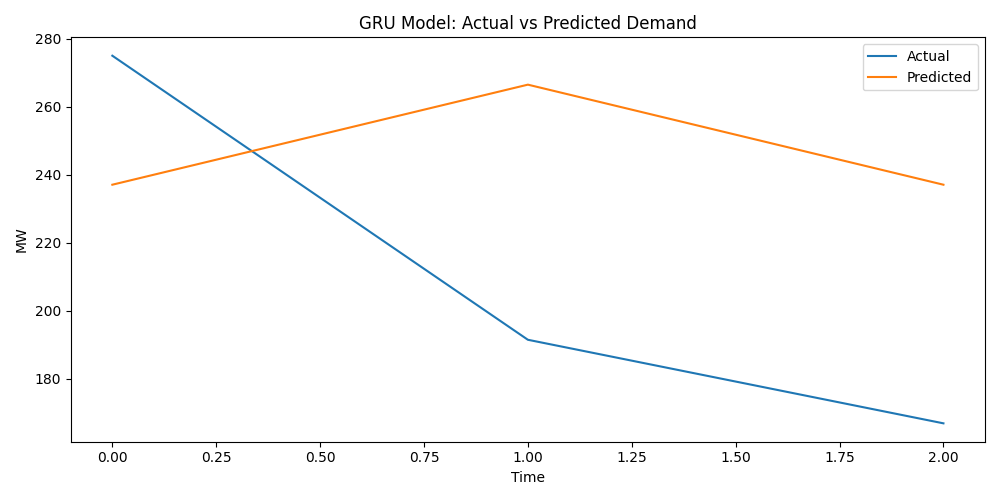 GRU Model: Actual vs Predicted Demand
Actual
Predicted
MW
280
260
240
220
200
180
0.00 0.25 0.50 0.75 1.00 1.25 1.50 1.75 2.00
Time